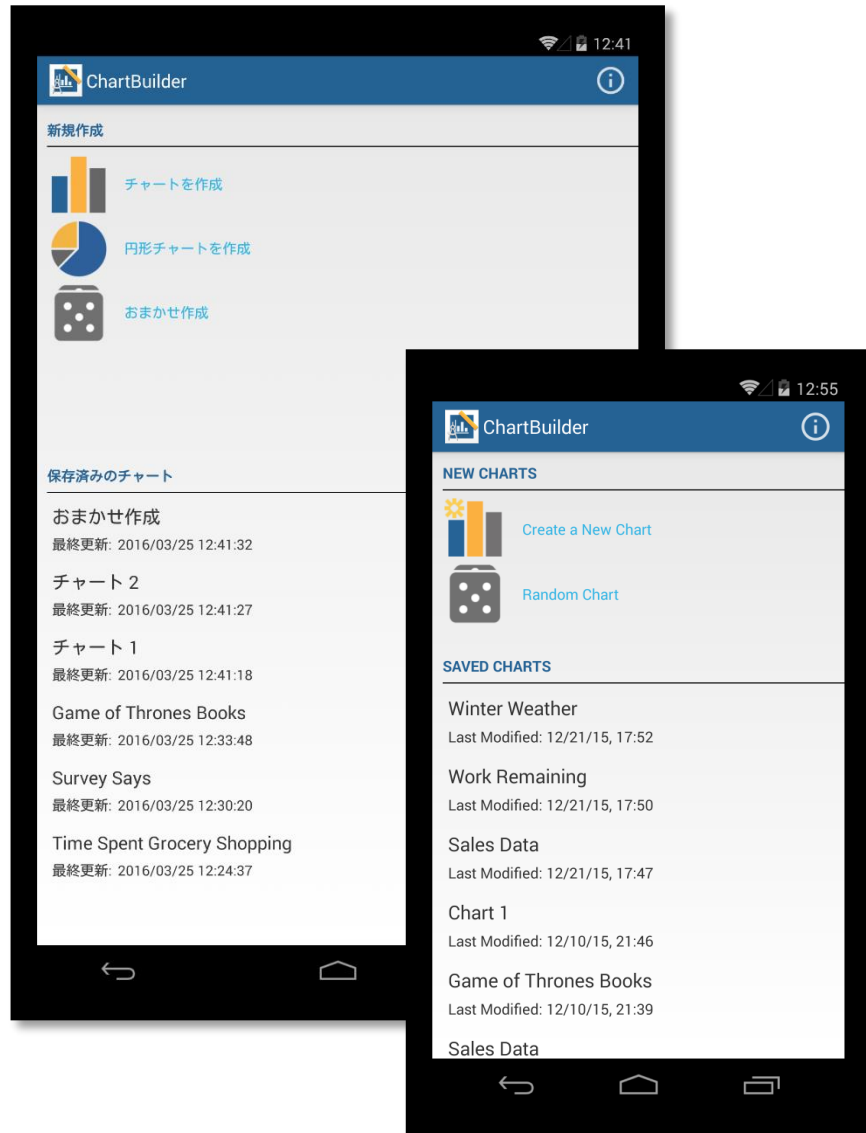 12:41
ChartBuilder
新規作成
チャートを作成
円形チャートを作成
おまかせ作成
保存済みのチャート
おまかせ作成
最終更新: 2016/03/25 12:41:32
チャート 2
最終更新: 2016/03/25 12:41:27
チャート 1
最終更新: 2016/03/25 12:41:18
Game of Thrones Books
最終更新: 2016/03/25 12:33:48
Survey Says
最終更新: 2016/03/25 12:30:20
Time Spent Grocery Shopping
最終更新: 2016/03/25 12:24:37
12:55
ChartBuilder
NEW CHARTS
Create a New Chart
Random Chart
SAVED CHARTS
Winter Weather
Last Modified: 12/21/15, 17:52
Work Remaining
Last Modified: 12/21/15, 17:50
Sales Data
Last Modified: 12/21/15, 17:47
Chart 1
Last Modified: 12/10/15, 21:46
Game of Thrones Books
Last Modified: 12/10/15, 21:39
Sales Data